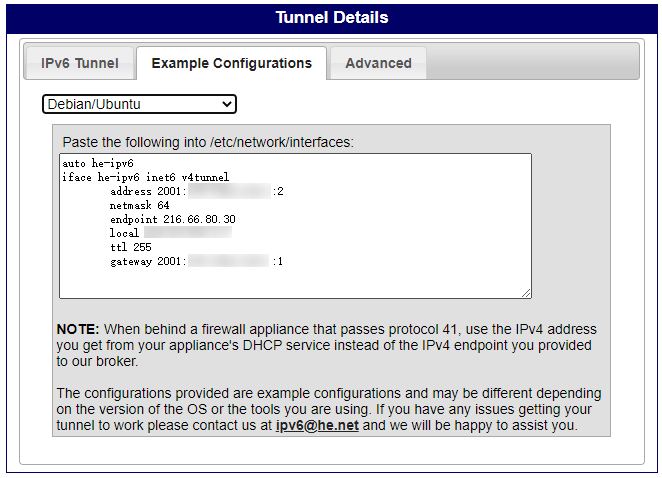 Tunnel Details
IPv6 Tunnel Example Configurations Advanced
Debian/Ubuntu
Paste the following into /etc/network/interfaces:
auto he-ipv6
iface he-ipv6 inet6 v4tunnel
address 2001: :2
netmask 64
endpoint 216.66.80.30
local
ttl 255
gateway 2001: :1
NOTE: When behind a firewall appliance that passes protocol 41, use the IPv4 address
you get from your appliance's DHCP service instead of the IPv4 endpoint you provided
to our broker.
The configurations provided are example configurations and may be different depending
on the version of the OS or the tools you are using. If you have any issues getting your
tunnel to work please contact us at ipv6@he.net and we will be happy to assist you.